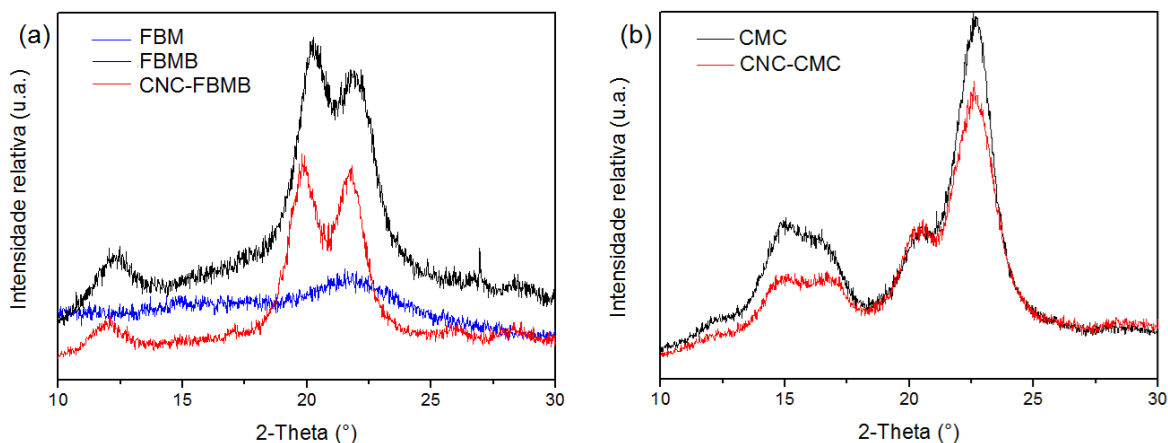 (a)
FBM
FBMB
CNC-FBMB
Intensidade relativa (u.a.)
10 15 20 25 30
2-Theta (°)
(b)
CMC
CNC-CMC
Intensidade relativa (u.a.)
10 15 20 25 30
2-Theta (°)